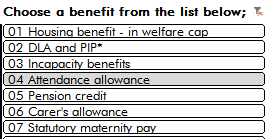 Choose a benefit from the list below;
01 Housing benefit - in welfare cap
02 DLA and PIP*
03 Incapacity benefits
04 Attendance allowance
05 Pension credit
06 Carer's allowance
07 Statutory maternity pay